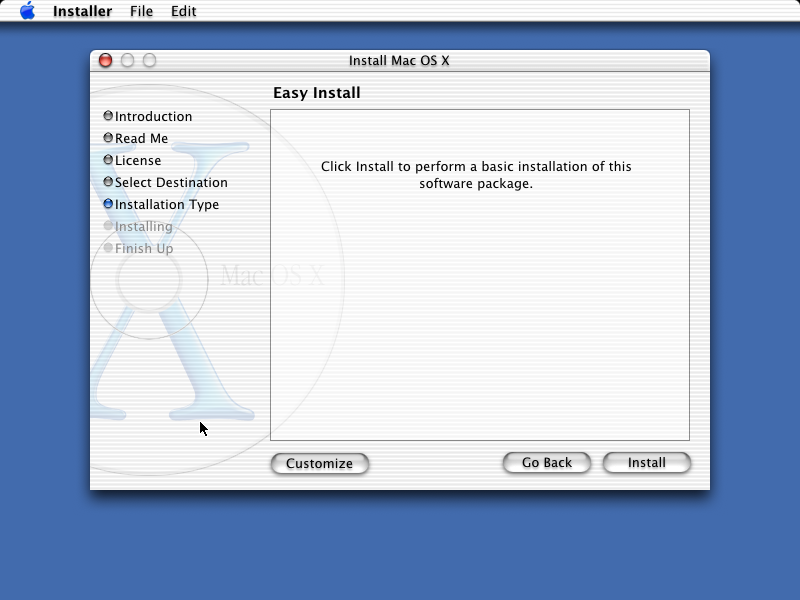 Installer File Edit
Install Mac OS X
Easy Install
Introduction
Read Me
License
Select Destination
Installation Type
Installing
Finish Up
Click Install to perform a basic installation of this
software package.
Mac OS X
Customize Go Back Install